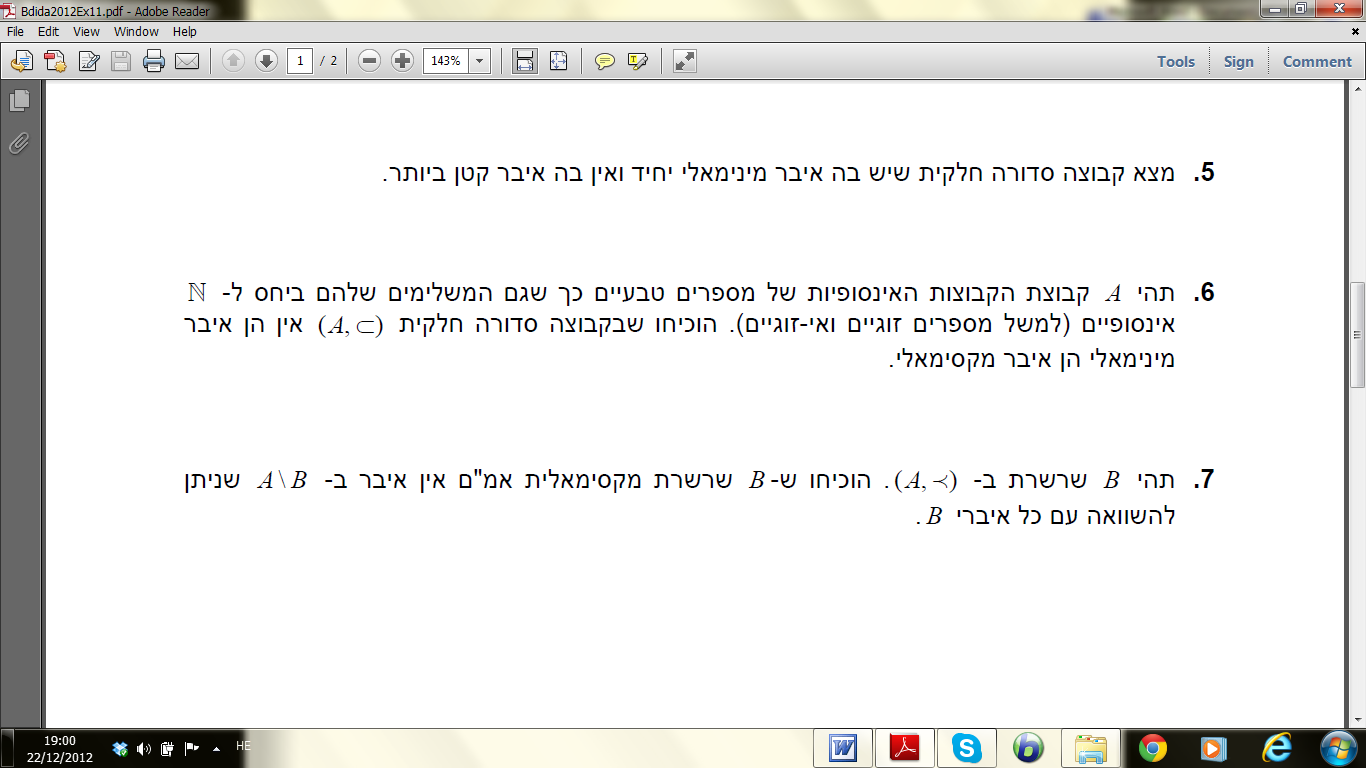 Bdida2012Ex11.pdf - Adobe Reader
File Edit View Window Help
1 / 2 143% Tools Sign Comment
5. מצא קבוצה סדורה חלקית שיש בה איבר מינימאלי יחיד ואין בה איבר קטן ביותר.
6. תהי A קבוצת הקבוצות האינסופיות של מספרים טבעיים כך שגם המשלימים שלהם ביחס ל- ℕ
אינסופיים (למשל מספרים זוגיים ואי-זוגיים). הוכיחו שבקבוצה סדורה חלקית (A,⊂) אין הן איבר
מינימאלי הן איבר מקסימאלי.
7. תהי B שרשרת ב- (A,≺). הוכיחו ש- B שרשרת מקסימאלית אמ"ם אין איבר ב- A\B שניתן
להשוואה עם כל איברי B.
HE
19:00
22/12/2012